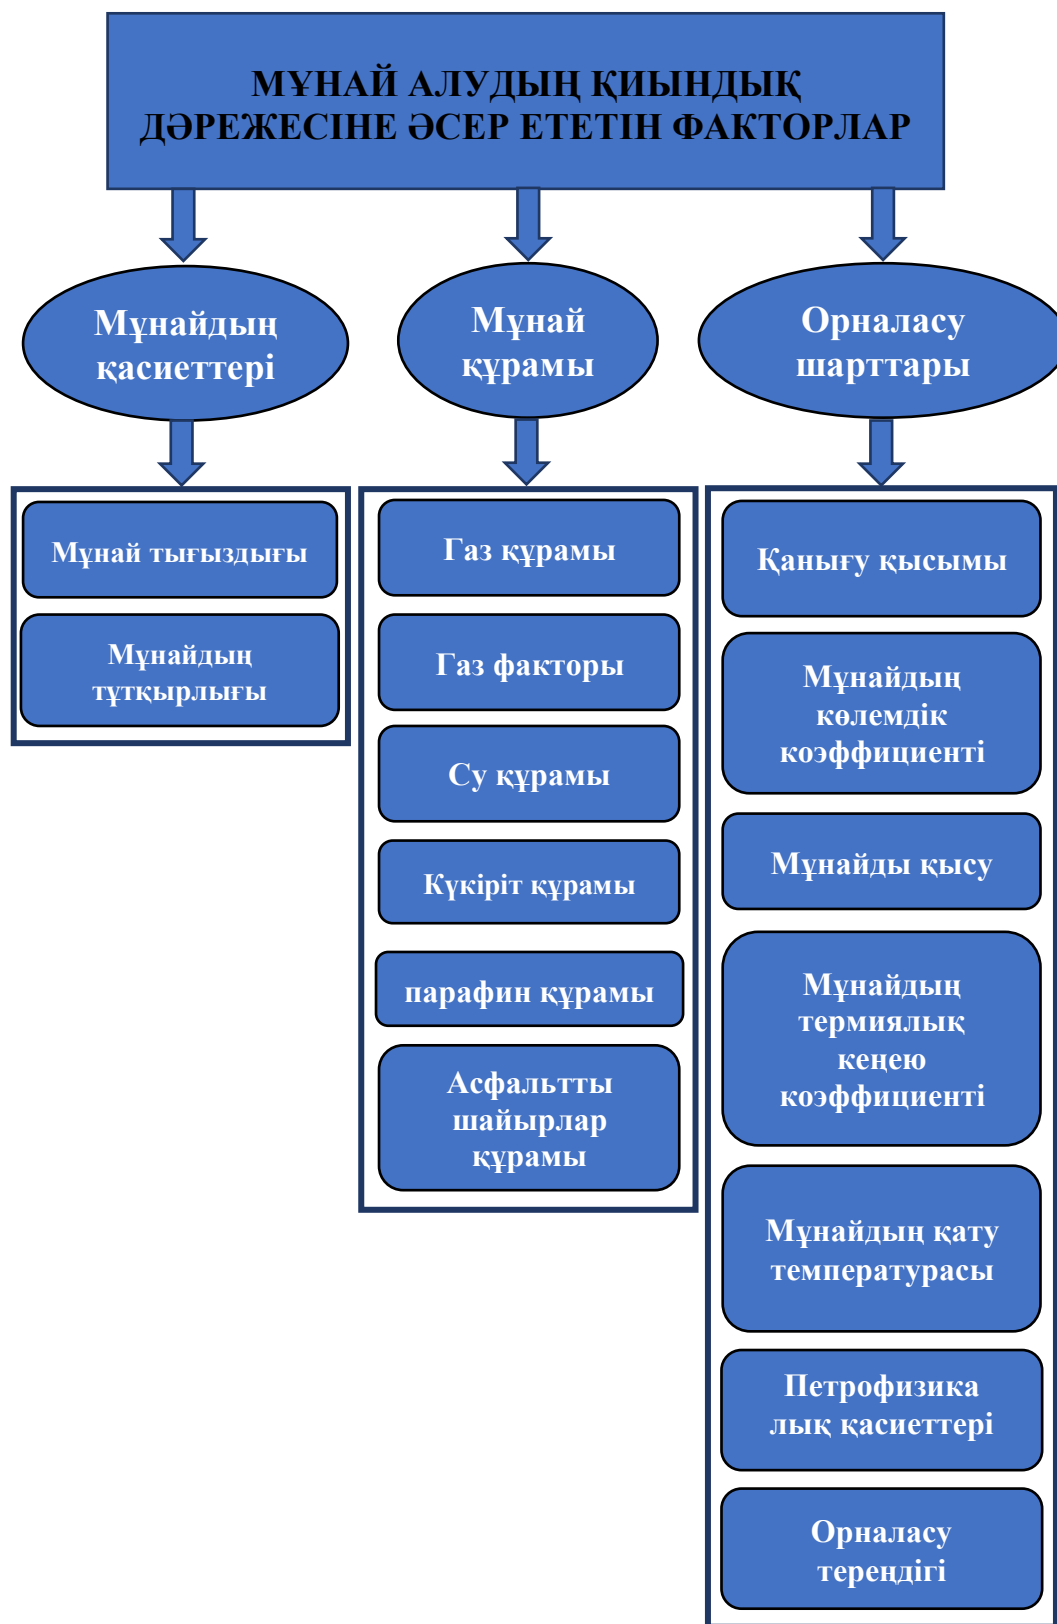 МҰНАЙ АЛУДЫҢ ҚИЫНДЫҚ
ДӘРЕЖЕСІНЕ ӘСЕР ЕТЕТІН ФАКТОРЛАР
Мұнайдың
қасиеттері
Мұнай
құрамы
Орналасу
шарттары
Мұнай тығыздығы
Мұнайдың
тұтқырлығы
Газ құрамы
Газ факторы
Су құрамы
Күкіріт құрамы
парафин құрамы
Асфальтты
шайырлар
құрамы
Қанығу қысымы
Мұнайдың
көлемдік
коэффициенті
Мұнайды қысу
Мұнайдың
термиялық
кеңею
коэффициенті
Мұнайдың қату
температурасы
Петрофизика
лық қасиеттері
Орналасу
тереңдігі